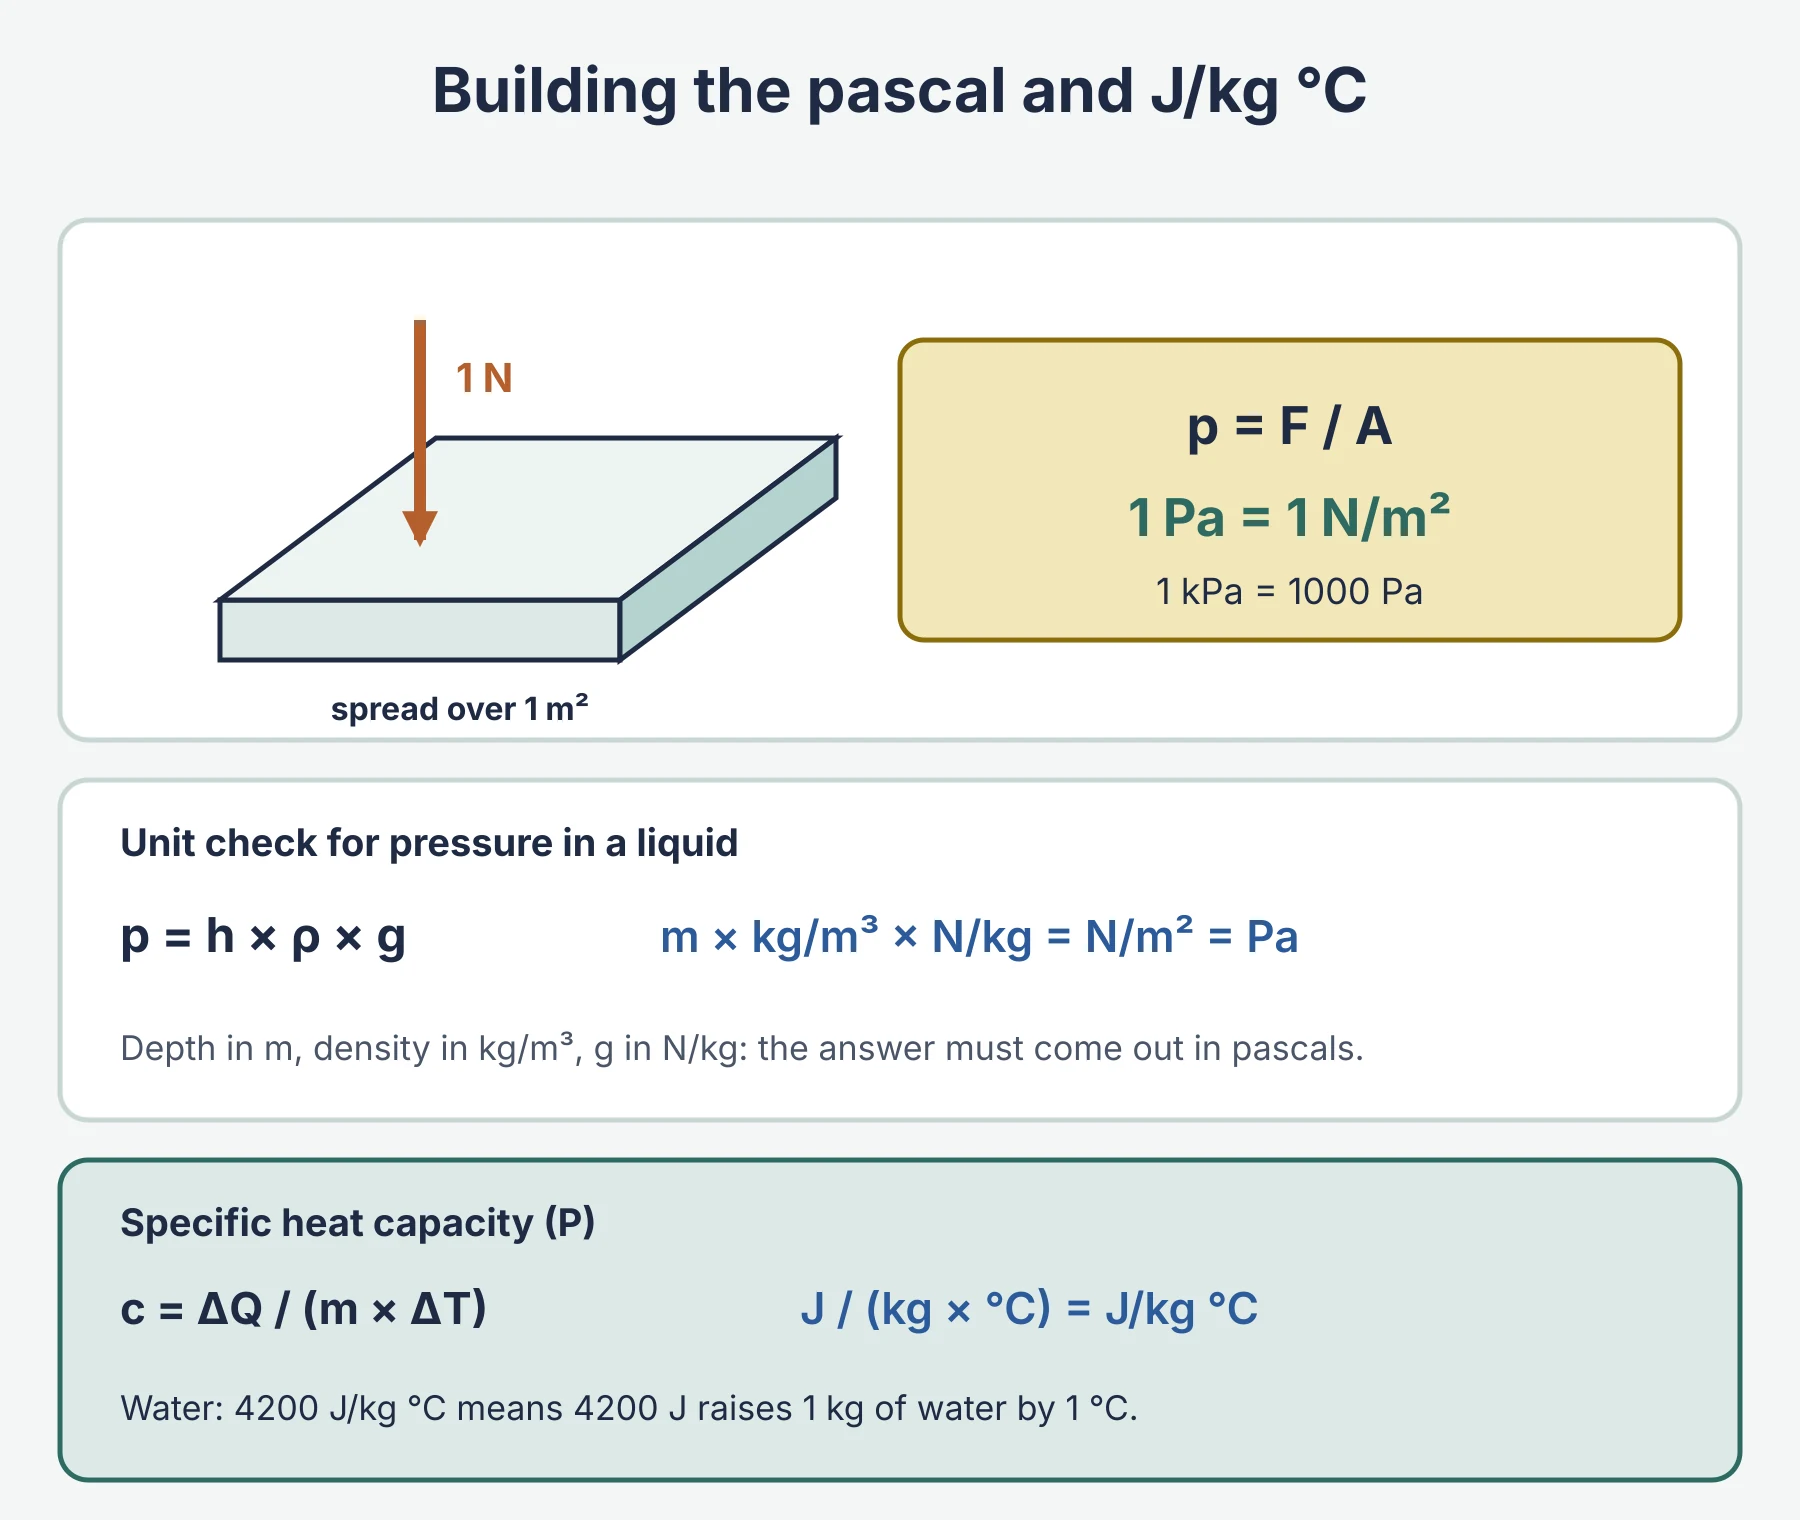 Building the pascal and J/kg °C
1 N
spread over 1 m²
p = F / A
1 Pa = 1 N/m²
1 kPa = 1000 Pa
Unit check for pressure in a liquid
p = h × ρ × g
m × kg/m³ × N/kg = N/m² = Pa
Depth in m, density in kg/m³, g in N/kg: the answer must come out in pascals.
Specific heat capacity (P)
c = ΔQ / (m × ΔT)
J / (kg × °C) = J/kg °C
Water: 4200 J/kg °C means 4200 J raises 1 kg of water by 1 °C.